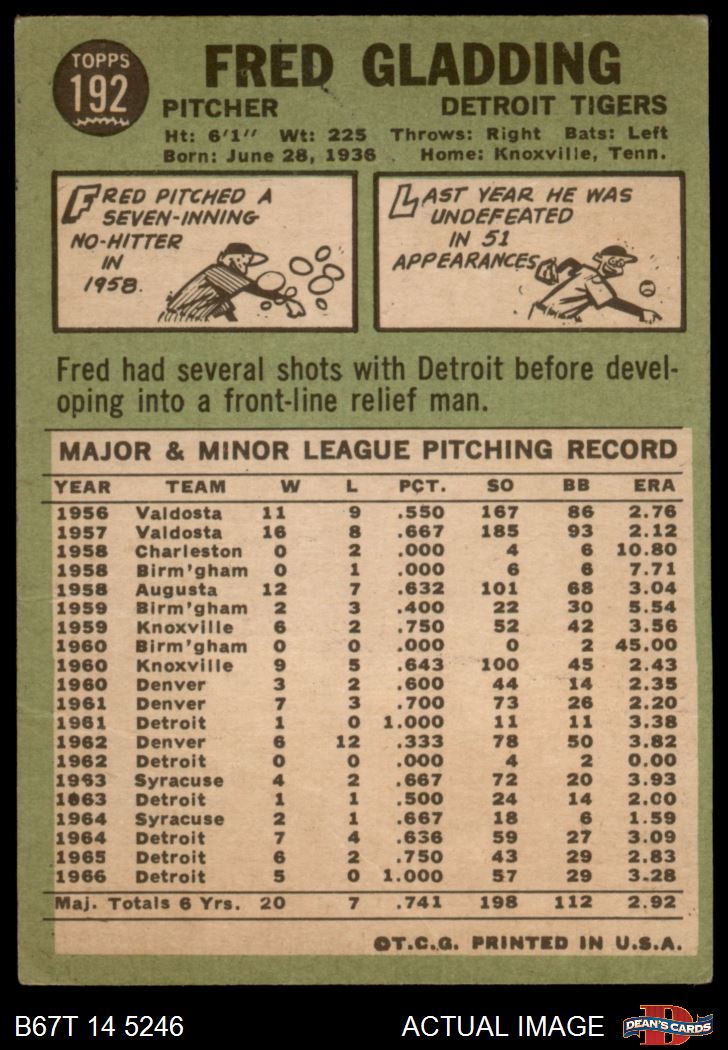 TOPPS
192
FRED GLADDING
PITCHER DETROIT TIGERS
Ht: 6'1" Wt: 225 Throws: Right Bats: Left
Born: June 28, 1936 Home: Knoxville, Tenn.
FRED PITCHED A
SEVEN-INNING
NO-HITTER
IN
1958.
LAST YEAR HE WAS
UNDEFEATED
IN 51
APPEARANCES
Fred had several shots with Detroit before devel-
oping into a front-line relief man.
MAJOR & MINOR LEAGUE PITCHING RECORD
YEAR TEAM W L PCT. SO BB ERA
1956 Valdosta 11 9 .550 167 86 2.76
1957 Valdosta 16 8 .667 185 93 2.12
1958 Charleston 0 2 .000 4 6 10.80
1958 Birm'gham 0 1 .000 6 6 7.71
1958 Augusta 12 7 .632 101 68 3.04
1959 Birm'gham 2 3 .400 22 30 5.54
1959 Knoxville 6 2 .750 52 42 3.56
1960 Birm'gham 0 0 .000 0 2 45.00
1960 Knoxville 9 5 .643 100 45 2.43
1960 Denver 3 2 .600 44 14 2.35
1961 Denver 7 3 .700 73 26 2.20
1961 Detroit 1 0 1.000 11 11 3.38
1962 Denver 6 12 .333 78 50 3.82
1962 Detroit 0 0 .000 4 2 0.00
1963 Syracuse 4 2 .667 72 20 3.93
1963 Detroit 1 1 .500 24 14 2.00
1964 Syracuse 2 1 .667 18 6 1.59
1964 Detroit 7 4 .636 59 27 3.09
1965 Detroit 6 2 .750 43 29 2.83
1966 Detroit 5 0 1.000 57 29 3.28
Maj. Totals 6 Yrs. 20 7 .741 198 112 2.92
©T.C.G. PRINTED IN U.S.A.
B67T 14 5246 ACTUAL IMAGE
D
DEAN'S CARDS